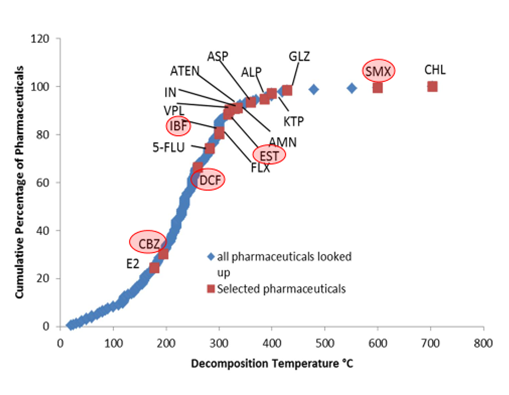 120
100
80
60
40
20
0
0 100 200 300 400 500 600 700 800
Cumulative Percentage of Pharmaceuticals
Decomposition Temperature °C
ASP
ALP
GLZ
ATEN
SMX
CHL
IN
VPL
KTP
IBF
AMN
5-FLU
EST
FLX
DCF
CBZ
E2
all pharmaceuticals looked
up
Selected pharmaceuticals